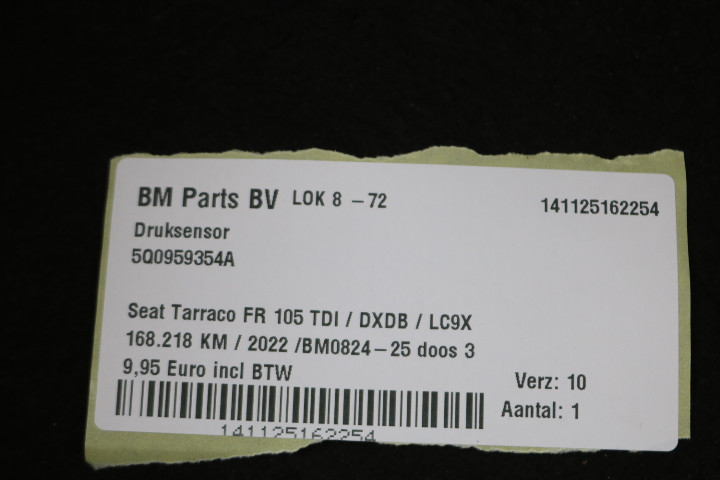 BM Parts BV LOK 8 - 72 141125162254
Druksensor
5Q0959354A
Seat Tarraco FR 105 TDI / DXDB / LC9X
168.218 KM / 2022 /BM0824-25 doos 3
9,95 Euro incl BTW
Verz: 10
Aantal: 1
141125162254